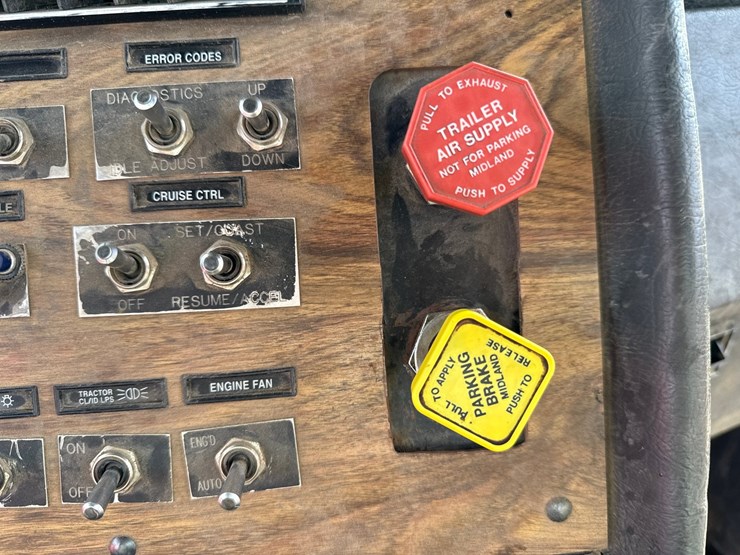 ERROR CODES
UP
IDLE ADJUST
DOWN
CRUISE CTRL
LE
ON
SET/COAST
OFF
RESUME/ACCEL
TRACTOR
CL/ID LPS
ENGINE FAN
ON
OFF
ENG'D
AUTO
PULL TO EXHAUST
TRAILER
AIR SUPPLY
NOT FOR PARKING
MIDLAND
PUSH TO SUPPLY
PULL TO APPLY
PARKING
BRAKE
MIDLAND
PUSH TO RELEASE